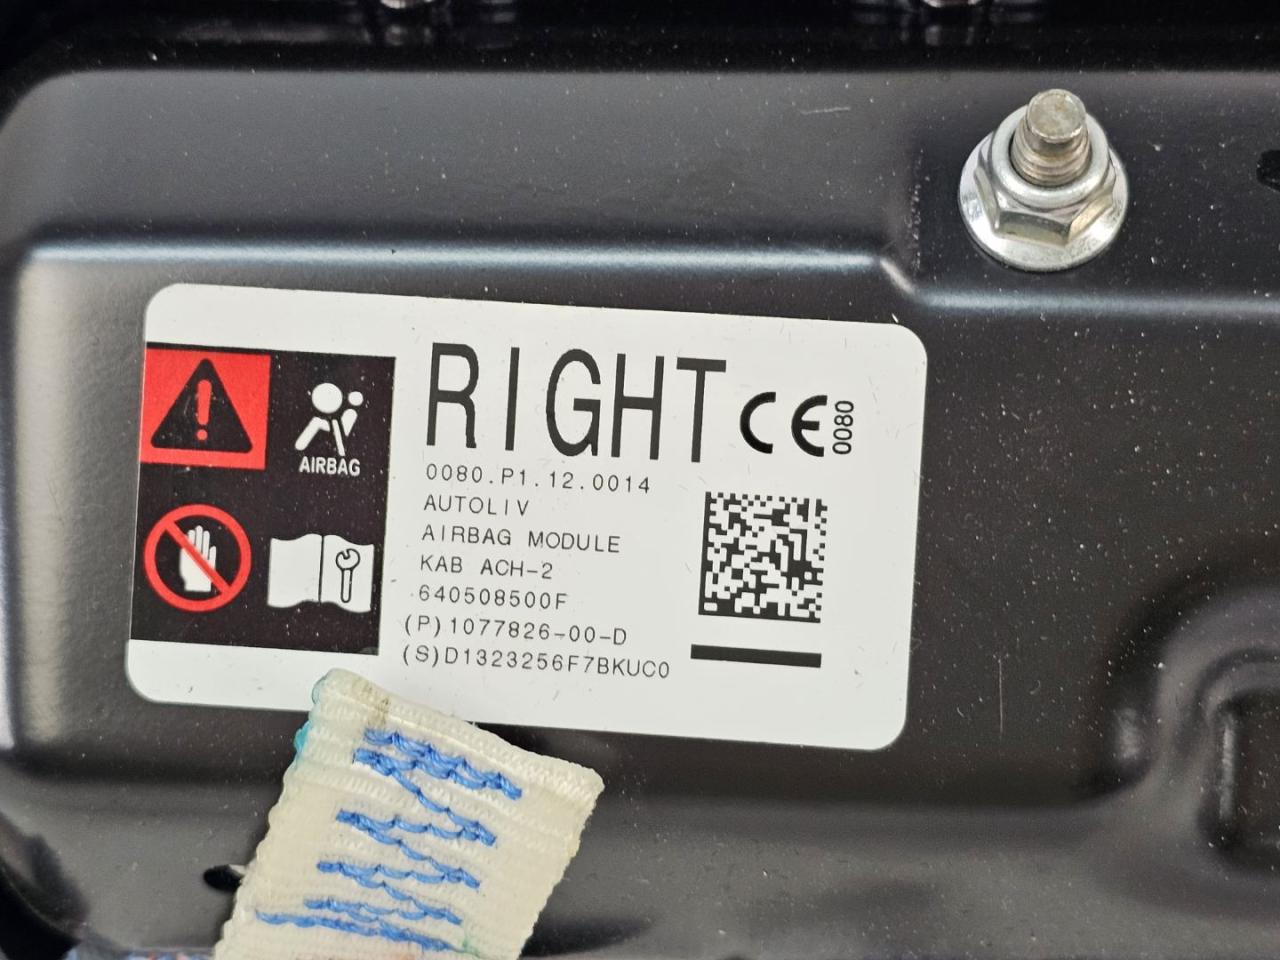 RIGHT CE 0080
0080.P1.12.0014
AUTOLIV
AIRBAG MODULE
KAB ACH-2
640508500F
(P)1077826-00-D
(S)D1323256F7BKUC0
AIRBAG